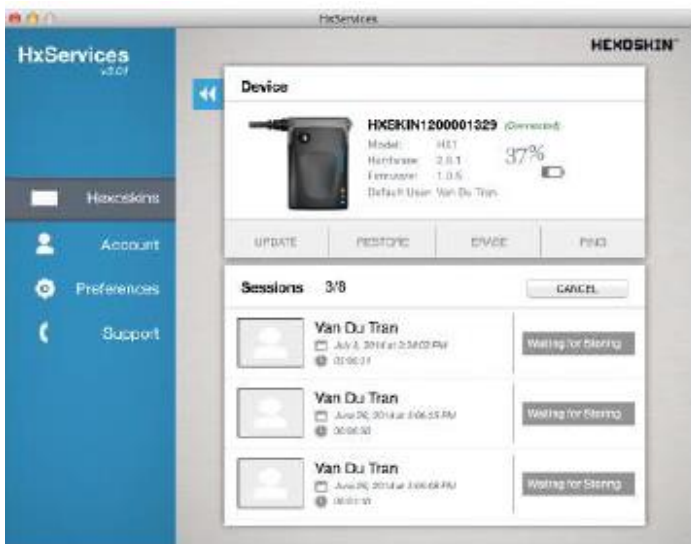 HxServices
HxServices
HEXOSKIN
Device
HXSKIN1200001329 (Connected)
Model: HX1
37%
Hardware:
Firmware:
Default User: Van Du Tran
UPDATE RESTORE ERASE
Hexoskins
Account
Preferences
Support
Sessions 3/8
CANCEL
Van Du Tran
Waiting for Storing
Van Du Tran
Waiting for Storing
Van Du Tran
Waiting for Storing